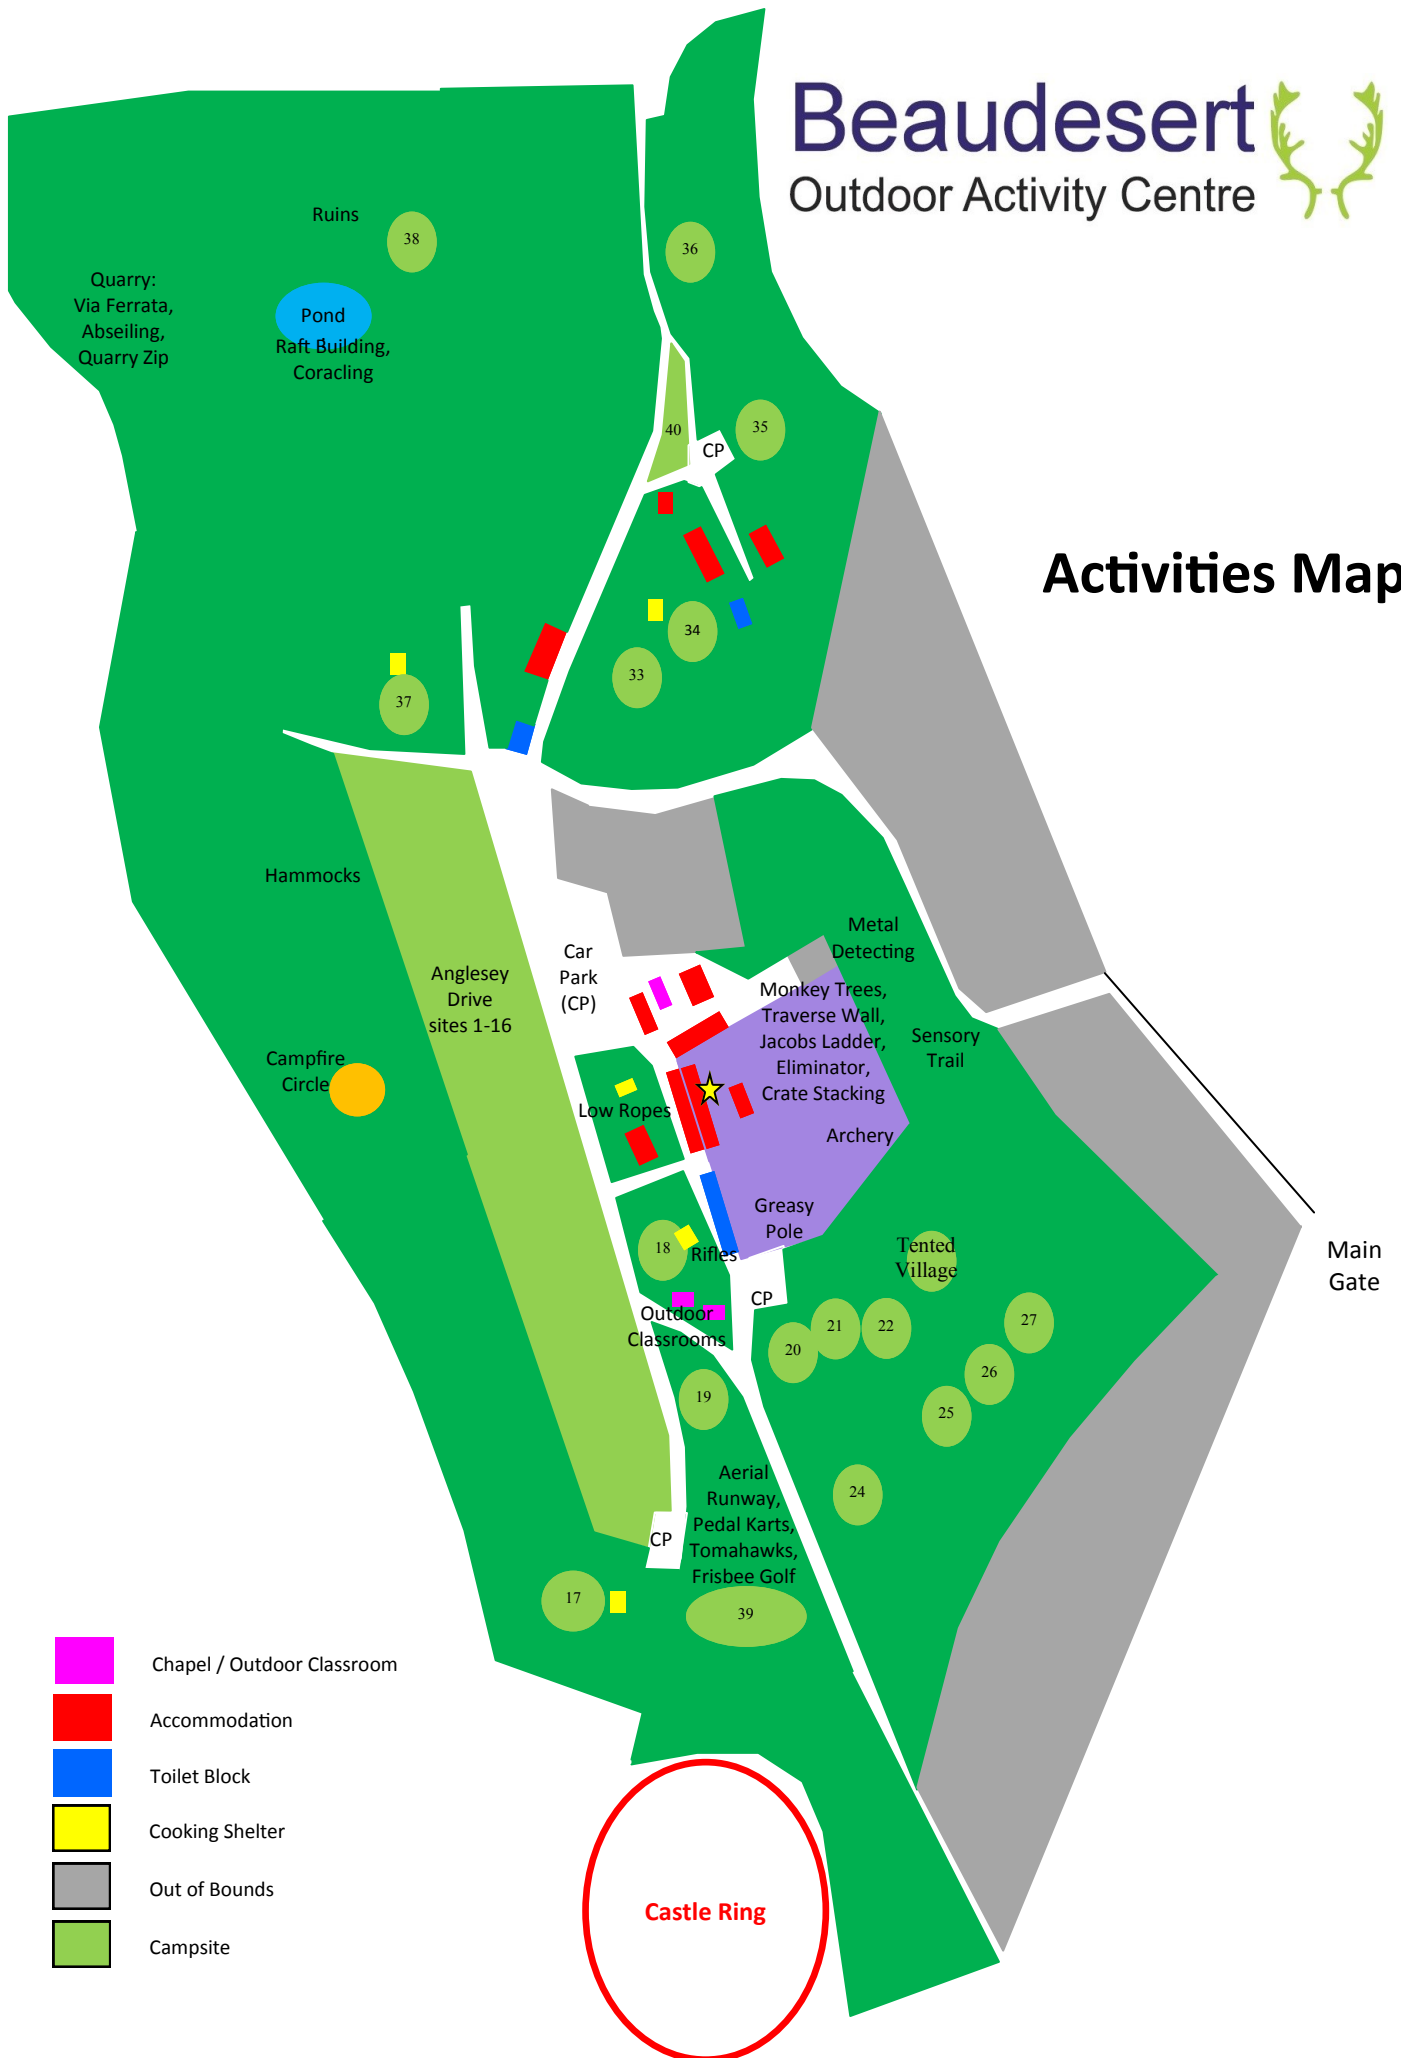 Beaudesert
Outdoor Activity Centre
Activities Map
Ruins
38
36
Quarry:
Via Ferrata,
Abseiling,
Quarry Zip
Pond
Raft Building,
Coracling
40
35
CP
34
33
37
Hammocks
Anglesey
Drive
sites 1-16
Car
Park
(CP)
Metal
Detecting
Monkey Trees,
Traverse Wall,
Jacobs Ladder,
Eliminator,
Crate Stacking
Sensory
Trail
Campfire
Circle
Low Ropes
Archery
Greasy
Pole
18
Rifles
Tented
Village
Main
Gate
CP
Outdoor
Classrooms
20
21
22
27
26
25
19
24
Aerial
Runway,
Pedal Karts,
Tomahawks,
Frisbee Golf
CP
17
39
Chapel / Outdoor Classroom
Accommodation
Toilet Block
Cooking Shelter
Out of Bounds
Campsite
Castle Ring